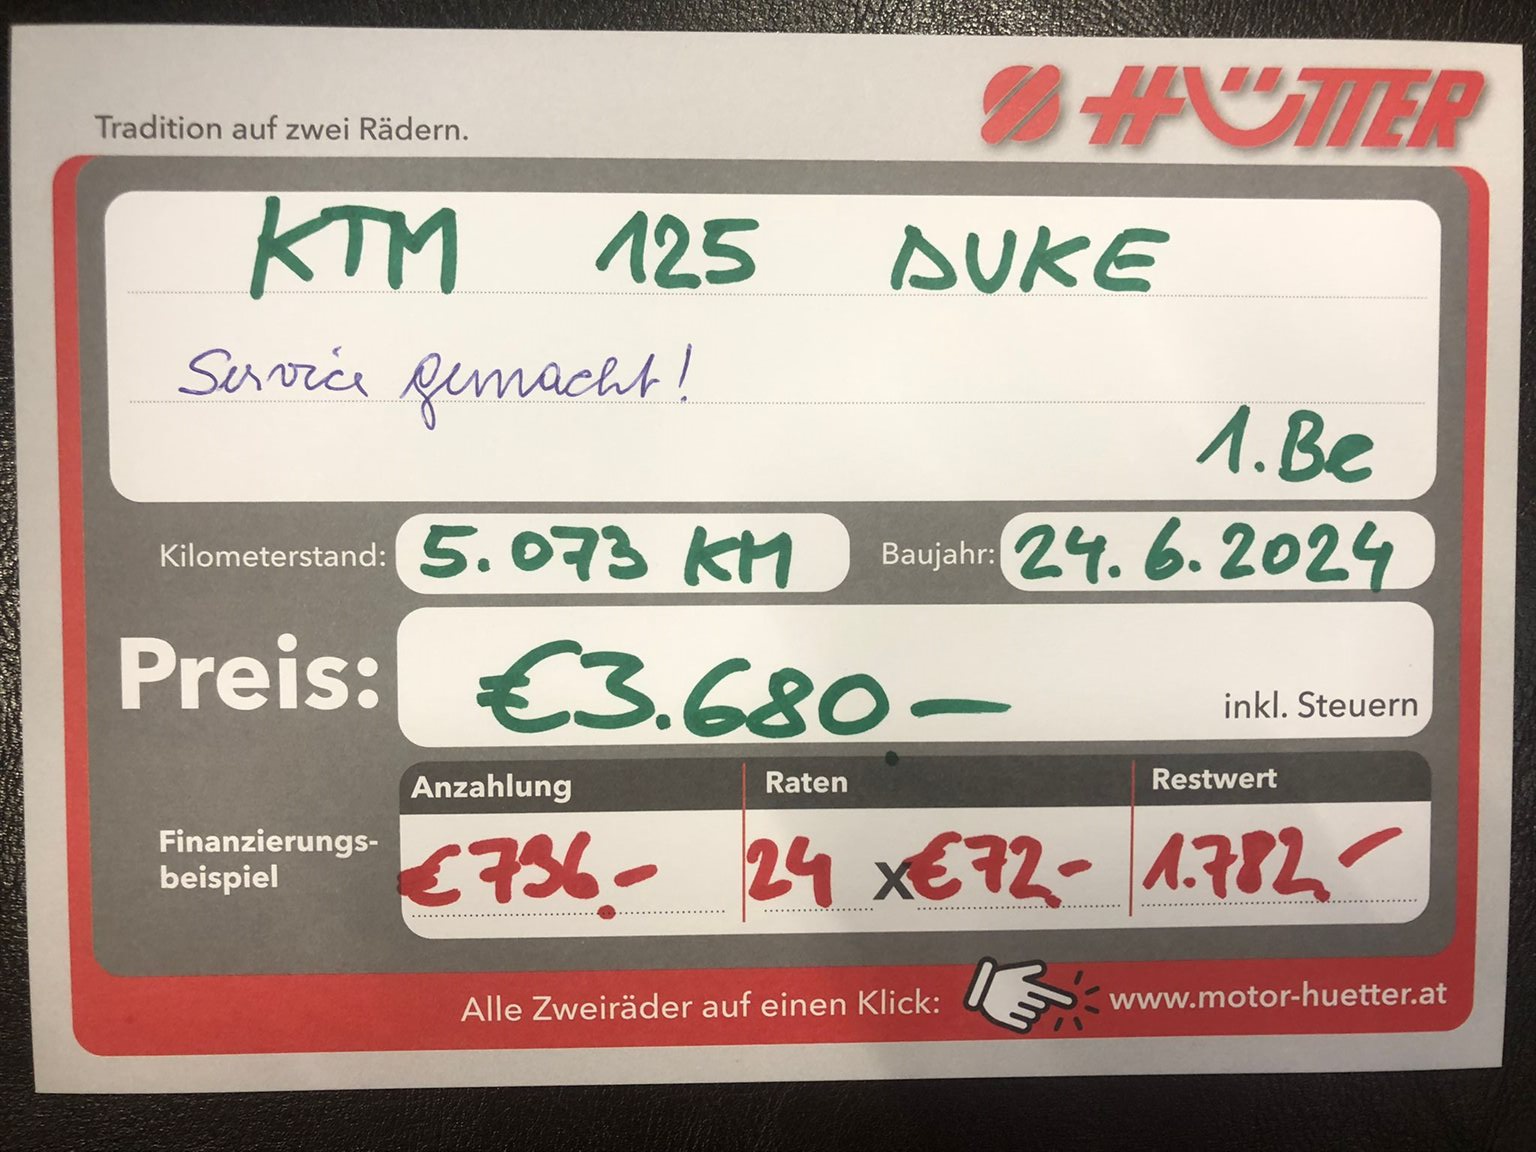 HÜTTER
Tradition auf zwei Rädern.
KTM 125 DUKE
Service gemacht!
1. Be
Kilometerstand: 5.073 KM Baujahr: 24.6.2024
Preis: €3.680— inkl. Steuern
Anzahlung Raten Restwert
Finanzierungs-
beispiel
€736,- 24 x €72,- 1.782,-
Alle Zweiräder auf einen Klick: www.motor-huetter.at